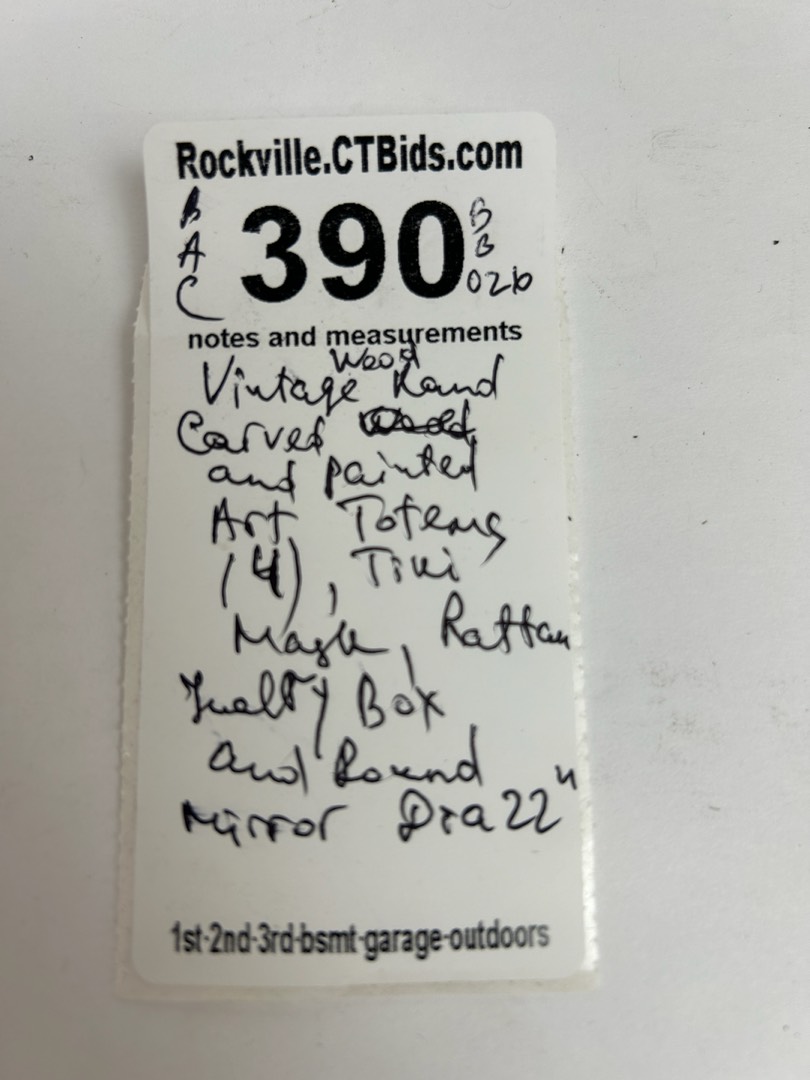 Rockville.CTBids.com
B
A
C
390
B
B
02b
notes and measurements
Wood
Vintage Hand
Carved
and painted
Art, Totems
(4), Tiki
Mask, Rattan
Box
and Round
Mirror Dia 22"
1st-2nd-3rd-bsmt-garage-outdoors